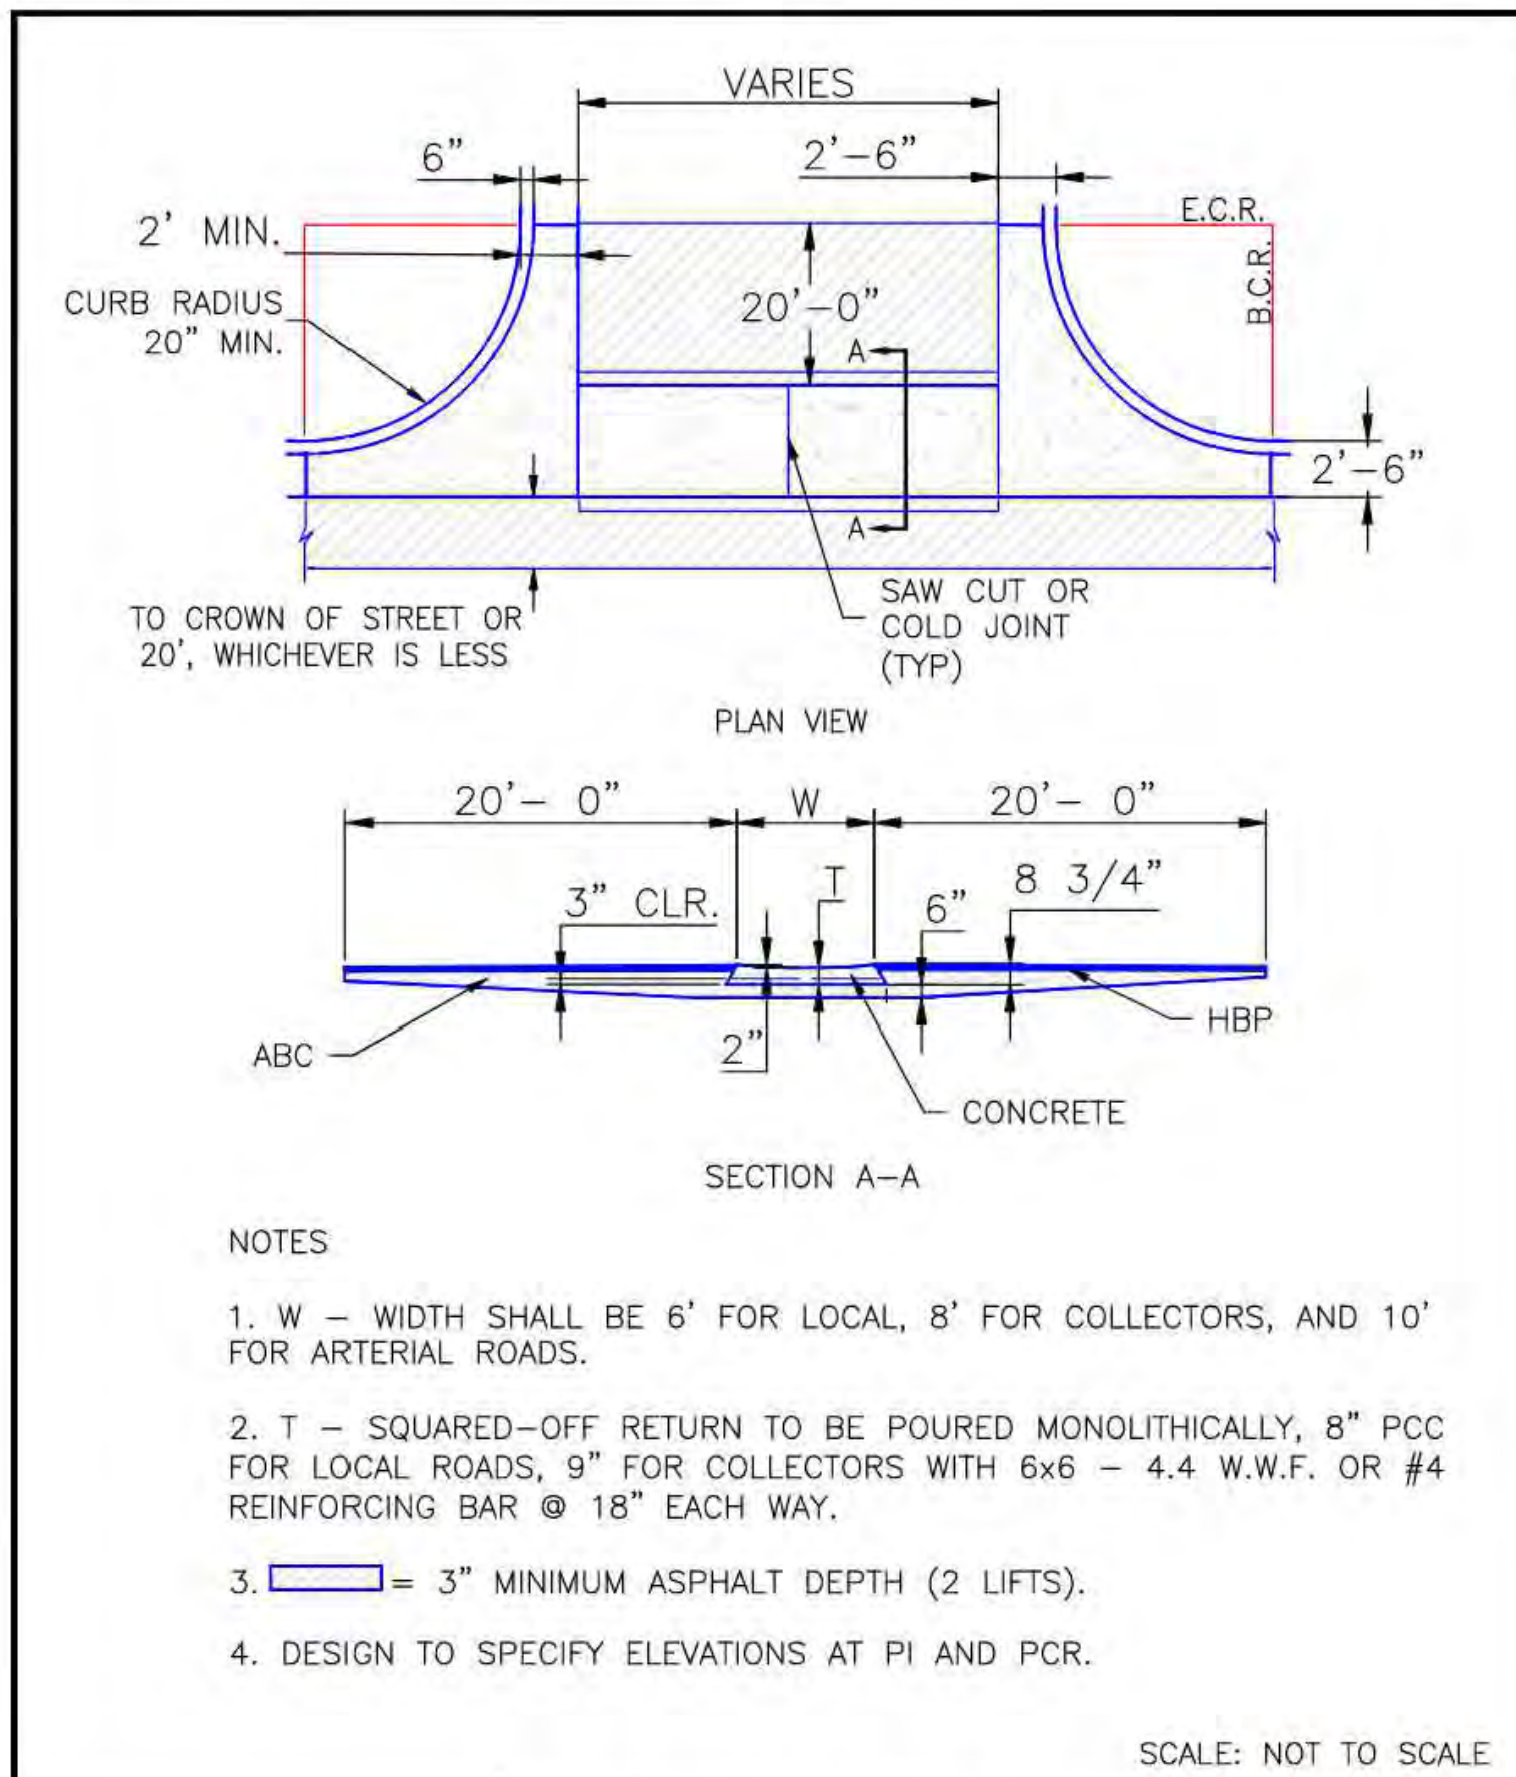 VARIES
6”
2’-6”
2’ MIN.
E.C.R.
B.C.R.
CURB RADIUS
20” MIN.
20’-0”
A
2’-6”
A
TO CROWN OF STREET OR
20’, WHICHEVER IS LESS
SAW CUT OR
COLD JOINT
(TYP)
PLAN VIEW
20’- 0”
W
20’- 0”
3” CLR.
T
6”
8 3/4”
ABC
2”
HBP
CONCRETE
SECTION A-A
NOTES
1. W – WIDTH SHALL BE 6’ FOR LOCAL, 8’ FOR COLLECTORS, AND 10’
FOR ARTERIAL ROADS.
2. T – SQUARED-OFF RETURN TO BE POURED MONOLITHICALLY, 8” PCC
FOR LOCAL ROADS, 9” FOR COLLECTORS WITH 6x6 – 4.4 W.W.F. OR #4
REINFORCING BAR @ 18” EACH WAY.
3. = 3” MINIMUM ASPHALT DEPTH (2 LIFTS).
4. DESIGN TO SPECIFY ELEVATIONS AT PI AND PCR.
SCALE: NOT TO SCALE